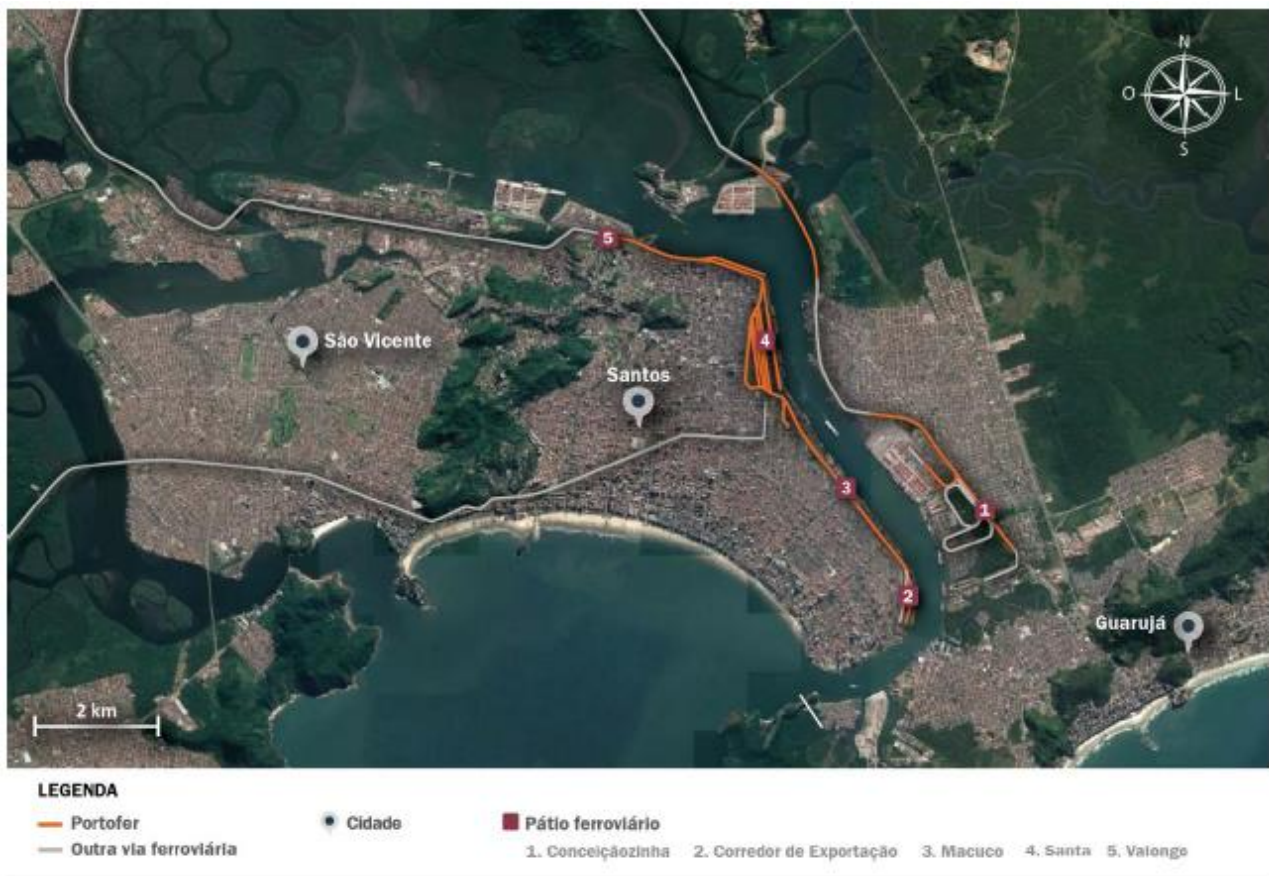 N
O L
S
5
4
São Vicente
Santos
3
1
2
Guarujá
2 km
LEGENDA
Portofer
Cidade
Pátio ferroviário
Outra via ferroviária
1. Conceiçãozinha 2. Corredor de Exportação 3. Macuco 4. Santa 5. Valongo